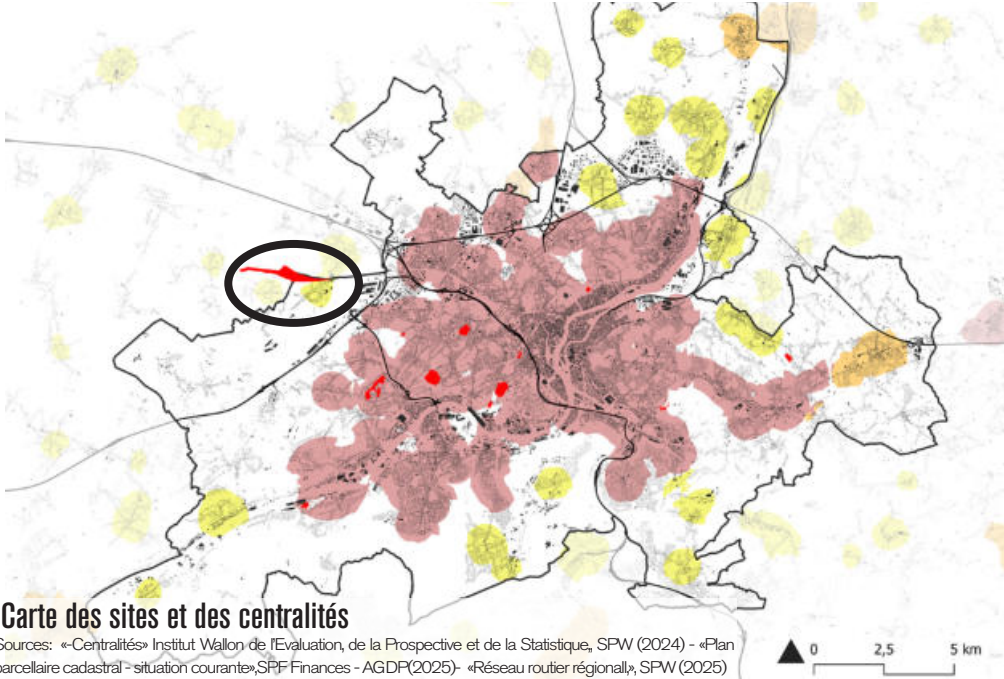 Carte des sites et des centralités
Sources: «-Centralités» Institut Wallon de l'Evaluation, de la Prospective et de la Statistique,, SPW (2024) - «Plan
parcellaire cadastral - situation courante»,SPF Finances - AGDP(2025)- «Réseau routier régional,», SPW (2025)
0 2,5 5 km